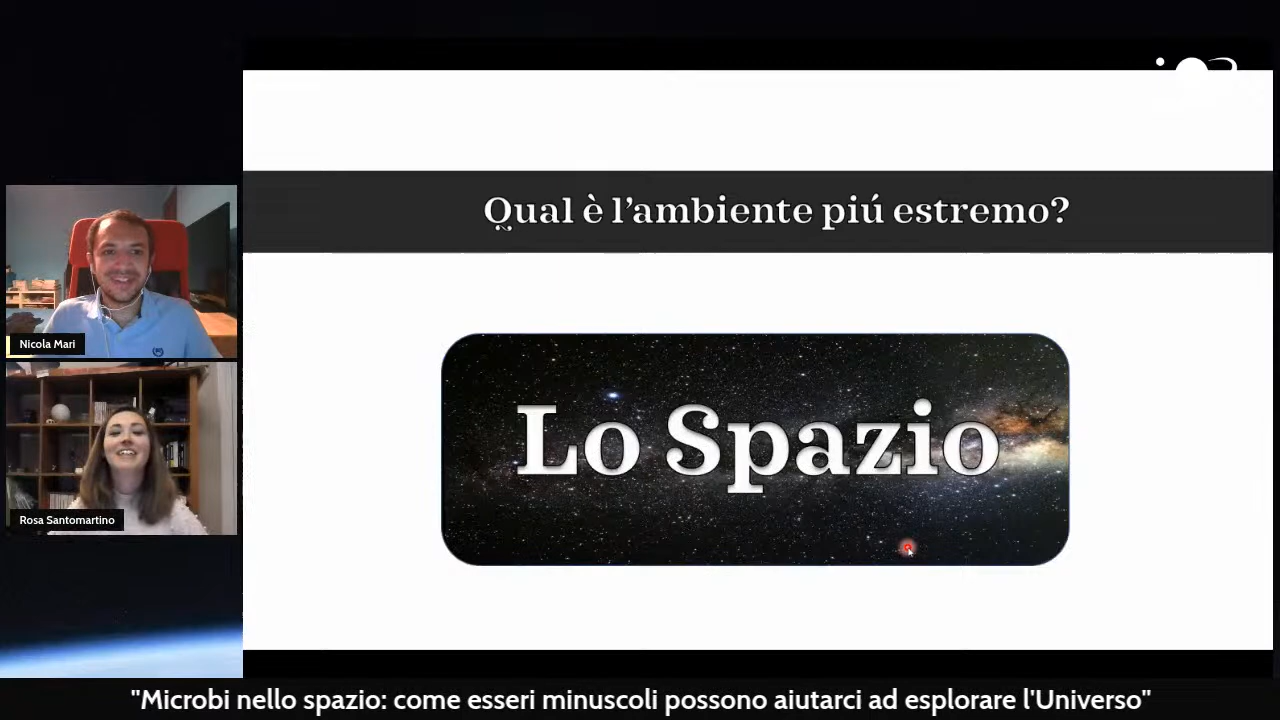 Qual è l'ambiente piú estremo?
Nicola Mari
Lo Spazio
Rosa Santomartino
"Microbi nello spazio: come esseri minuscoli possono aiutarci ad esplorare l'Universo"